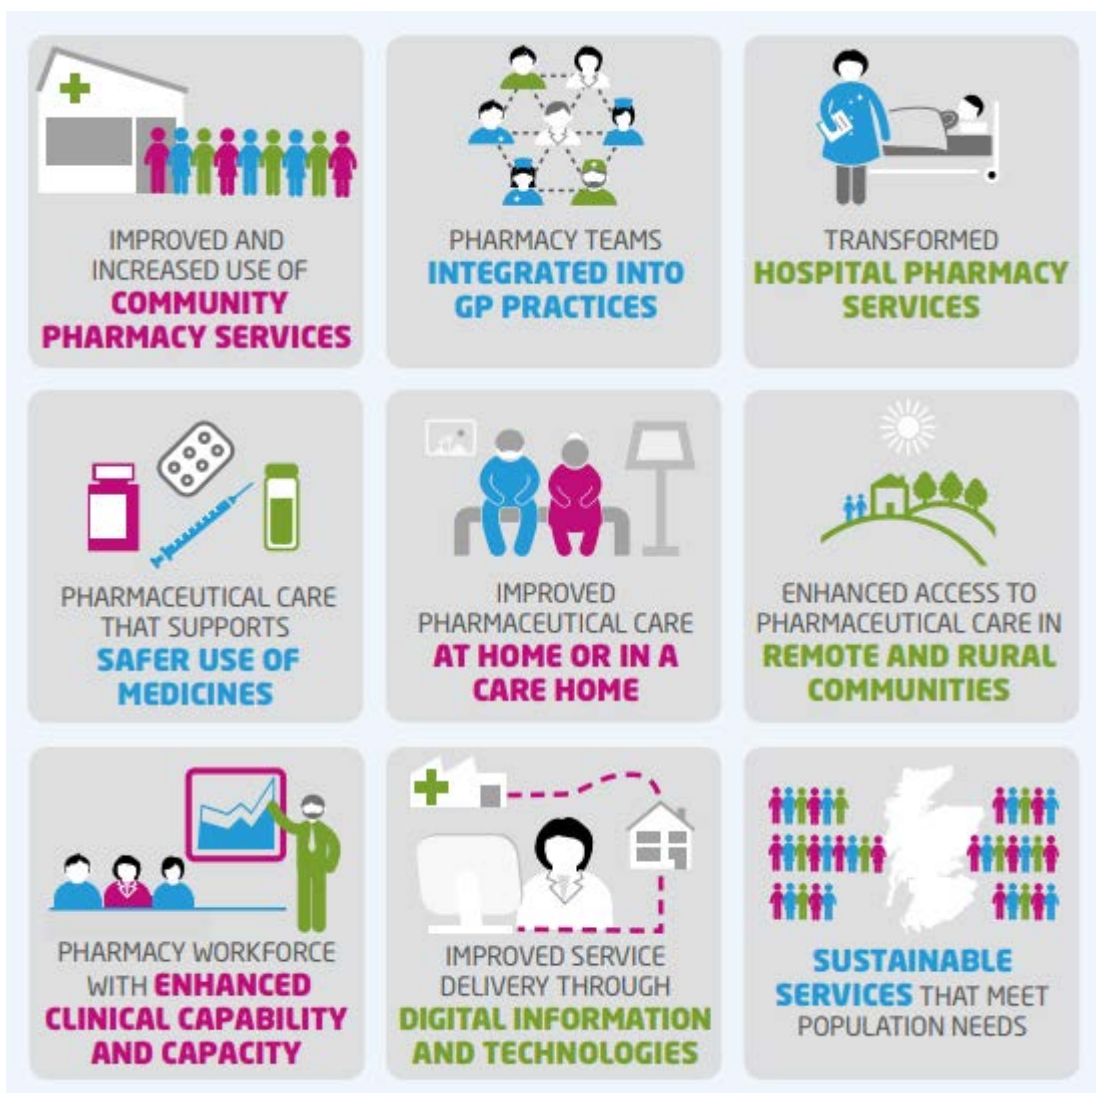 IMPROVED AND
INCREASED USE OF
COMMUNITY
PHARMACY SERVICES
PHARMACY TEAMS
INTEGRATED INTO
GP PRACTICES
TRANSFORMED
HOSPITAL PHARMACY
SERVICES
PHARMACEUTICAL CARE
THAT SUPPORTS
SAFER USE OF
MEDICINES
IMPROVED
PHARMACEUTICAL CARE
AT HOME OR IN A
CARE HOME
ENHANCED ACCESS TO
PHARMACEUTICAL CARE IN
REMOTE AND RURAL
COMMUNITIES
PHARMACY WORKFORCE
WITH ENHANCED
CLINICAL CAPABILITY
AND CAPACITY
IMPROVED SERVICE
DELIVERY THROUGH
DIGITAL INFORMATION
AND TECHNOLOGIES
SUSTAINABLE
SERVICES THAT MEET
POPULATION NEEDS